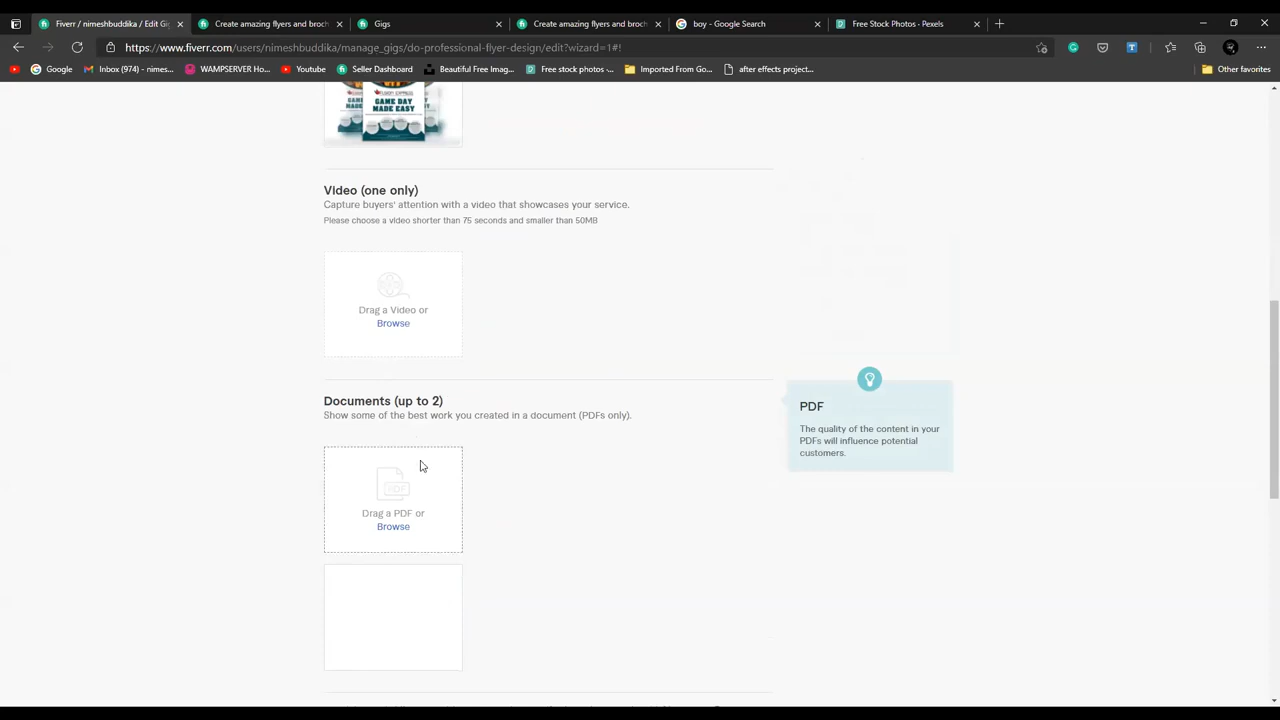 Fiverr / nimeshbuddika / Edit Gig
Create amazing flyers and broch
Gigs
Create amazing flyers and broch
boy - Google Search
Free Stock Photos - Pexels
https://www.fiverr.com/users/nimeshbuddika/manage_gigs/do-professional-flyer-design/edit?wizard=1#!
Google
Inbox (974) - nimes...
WAMPSERVER Ho...
Youtube
Seller Dashboard
Beautiful Free Imag...
Free stock photos ·...
Imported From Go...
after effects project...
Other favorites
GAME DAY
MADE EASY
Video (one only)
Capture buyers' attention with a video that showcases your service.
Please choose a video shorter than 75 seconds and smaller than 50MB
Drag a Video or
Browse
Documents (up to 2)
Show some of the best work you created in a document (PDFs only).
PDF
Drag a PDF or
Browse
PDF
The quality of the content in your
PDFs will influence potential
customers.